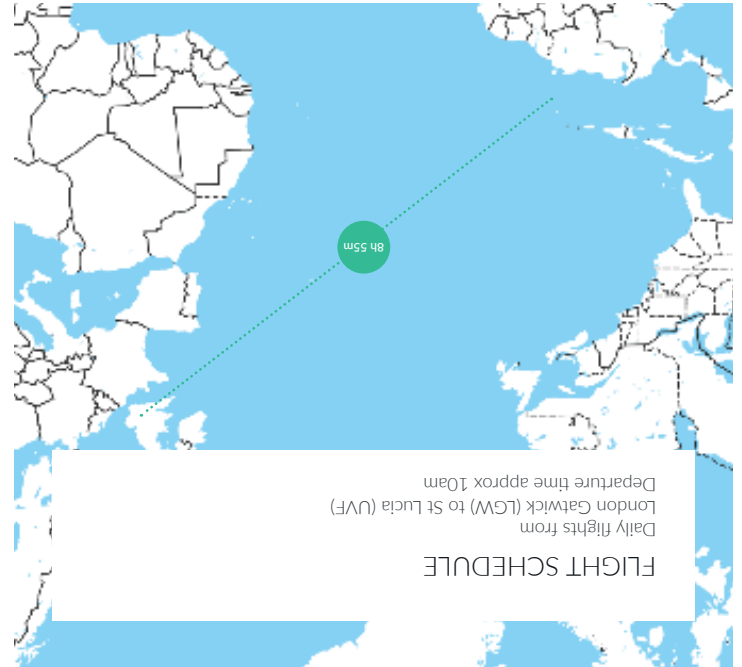 FLIGHT SCHEDULE
Daily flights from
London Gatwick (LGW) to St Lucia (UVF)
Departure time approx 10am
8h 55m